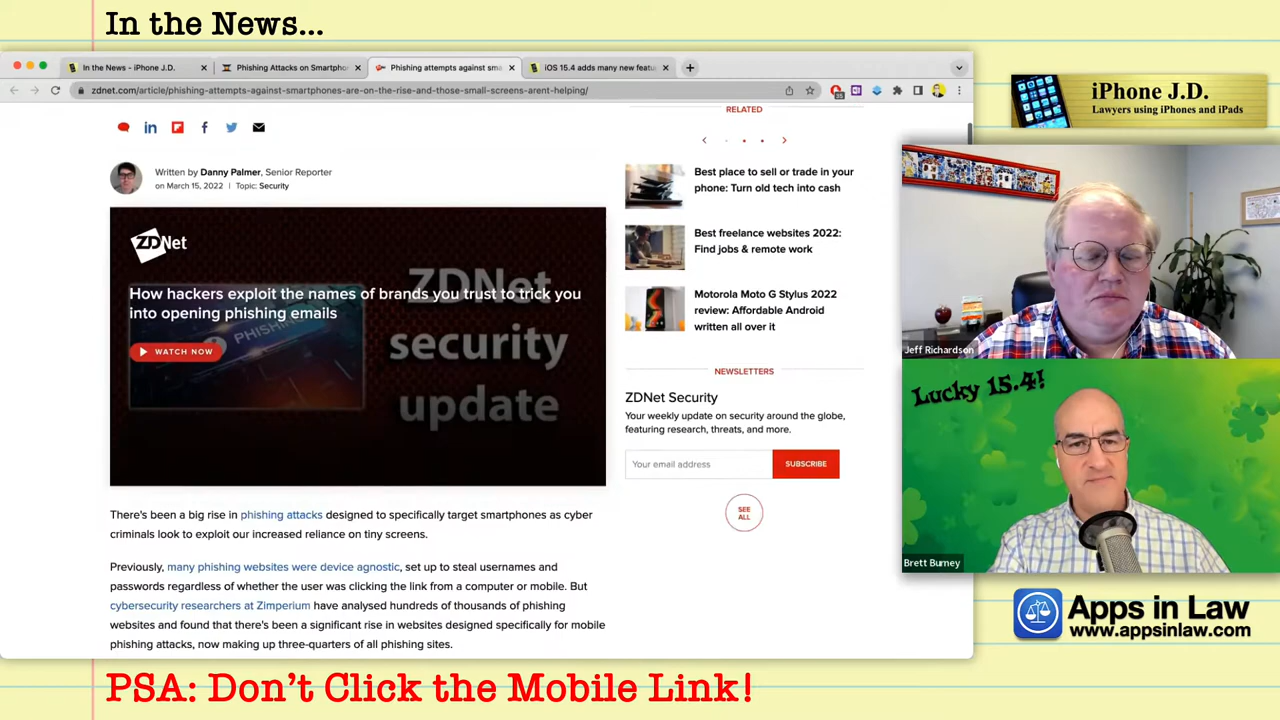 In the News...
In the News - iPhone J.D.
Phishing Attacks on Smartpho
Phishing attempts against sma
iOS 15.4 adds many new featu
zdnet.com/article/phishing-attempts-against-smartphones-are-on-the-rise-and-those-small-screens-arent-helping/
Written by Danny Palmer, Senior Reporter
on March 15, 2022 | Topic: Security
ZDNet
How hackers exploit the names of brands you trust to trick you
into opening phishing emails
PHISHING
WATCH NOW
ZDNet
security
update
There's been a big rise in phishing attacks designed to specifically target smartphones as cyber
criminals look to exploit our increased reliance on tiny screens.
Previously, many phishing websites were device agnostic, set up to steal usernames and
passwords regardless of whether the user was clicking the link from a computer or mobile. But
cybersecurity researchers at Zimperium have analysed hundreds of thousands of phishing
websites and found that there's been a significant rise in websites designed specifically for mobile
phishing attacks, now making up three-quarters of all phishing sites.
RELATED
Best place to sell or trade in your
phone: Turn old tech into cash
Best freelance websites 2022:
Find jobs & remote work
Motorola Moto G Stylus 2022
review: Affordable Android
written all over it
NEWSLETTERS
ZDNet Security
Your weekly update on security around the globe,
featuring research, threats, and more.
Your email address
SUBSCRIBE
SEE
ALL
iPhone J.D.
Lawyers using iPhones and iPads
Jeff Richardson
Lucky 15.4!
Brett Burney
Apps in Law
www.appsinlaw.com
PSA: Don't Click the Mobile Link!